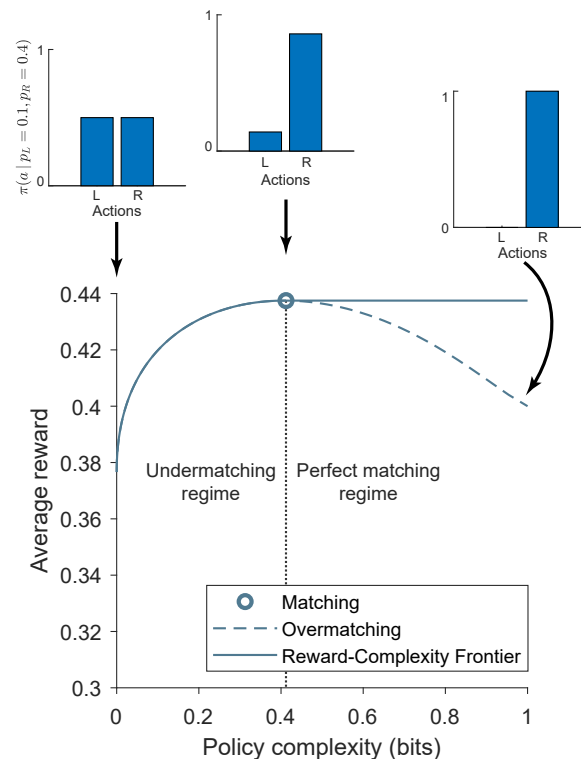 π(a | p_L = 0.1, p_R = 0.4)
1
0
L R
Actions
1
0
L R
Actions
1
0
L R
Actions
Average reward
0.44
0.42
0.4
0.38
0.36
0.34
0.32
0.3
Undermatching
regime
Perfect matching
regime
Matching
Overmatching
Reward-Complexity Frontier
0 0.2 0.4 0.6 0.8 1
Policy complexity (bits)